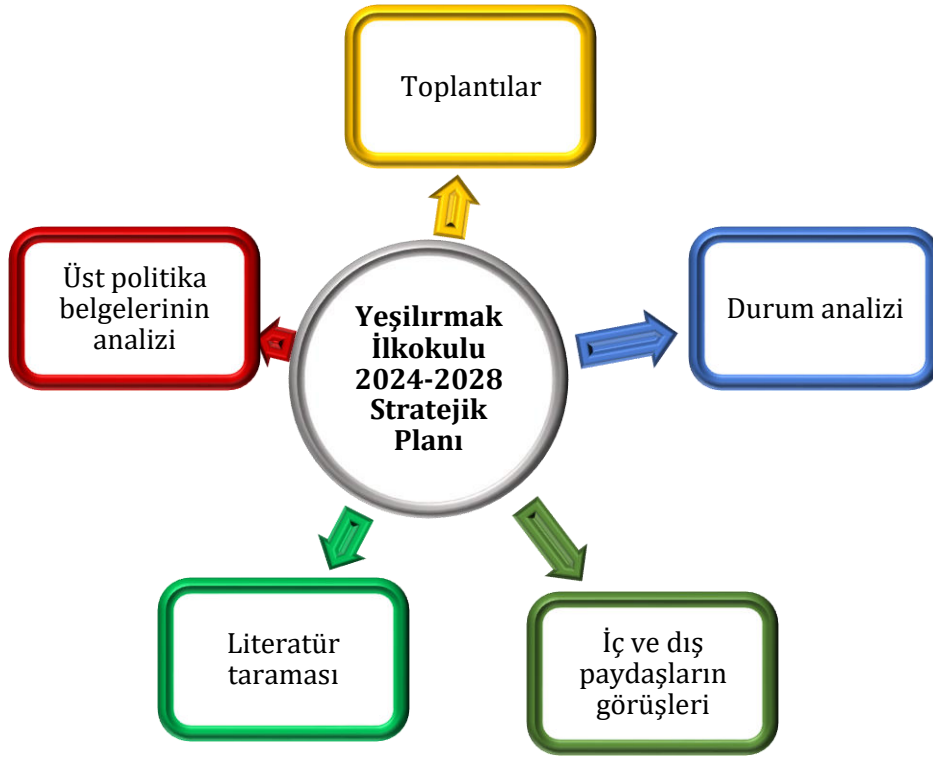 Toplantılar
Üst politika
belgelerinin
analizi
Yeşilırmak
İlkokulu
2024-2028
Stratejik
Planı
Durum analizi
Literatür
taraması
İç ve dış
paydaşların
görüşleri